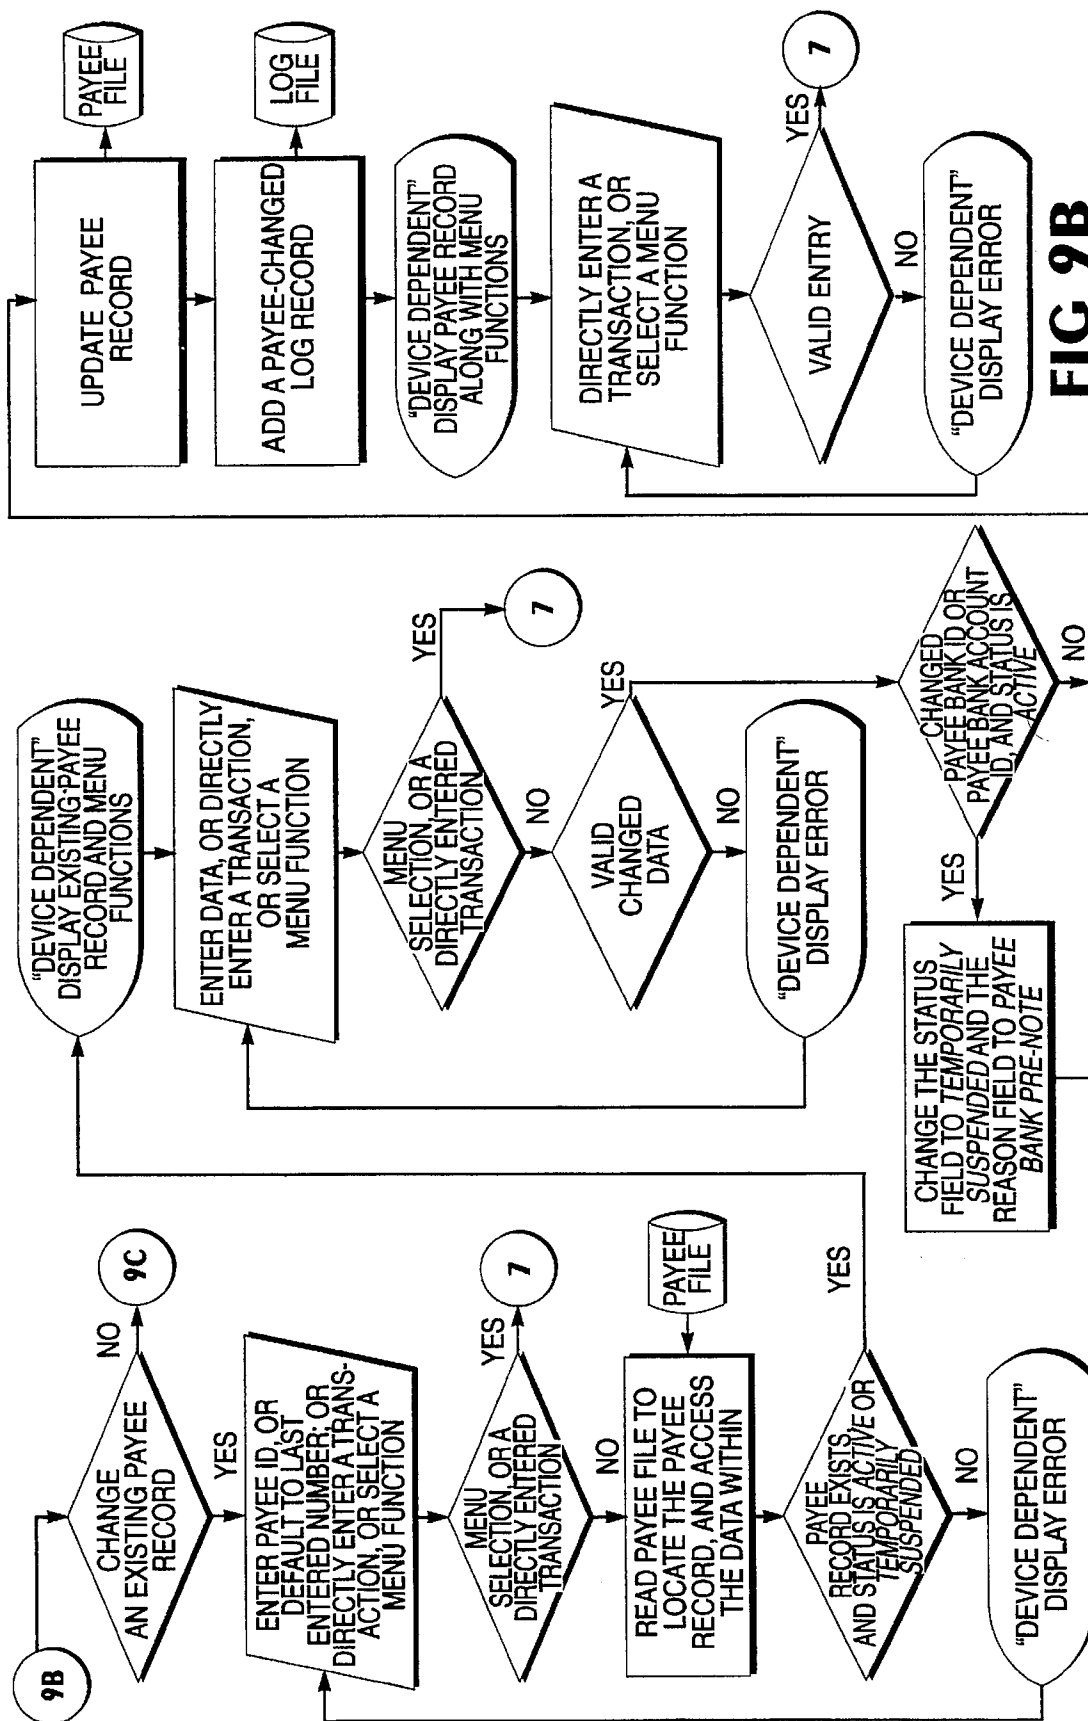 9B
CHANGE
AN EXISTING PAYEE
RECORD
NO
9C
YES
ENTER PAYEE ID, OR
DEFAULT TO LAST
ENTERED NUMBER; OR
DIRECTLY ENTER A TRANS-
ACTION, OR SELECT A
MENU FUNCTION
MENU
SELECTION, OR A
DIRECTLY ENTERED
TRANSACTION
YES
7
NO
READ PAYEE FILE TO
LOCATE THE PAYEE
RECORD, AND ACCESS
THE DATA WITHIN
PAYEE
FILE
PAYEE
RECORD EXISTS,
AND STATUS IS ACTIVE OR
TEMPORARILY
SUSPENDED
YES
NO
"DEVICE DEPENDENT"
DISPLAY ERROR
"DEVICE DEPENDENT"
DISPLAY EXISTING-PAYEE
RECORD AND MENU
FUNCTIONS
ENTER DATA, OR DIRECTLY
ENTER A TRANSACTION,
OR SELECT A
MENU FUNCTION
MENU
SELECTION, OR A
DIRECTLY ENTERED
TRANSACTION
YES
7
NO
VALID
CHANGED
DATA
YES
NO
"DEVICE DEPENDENT"
DISPLAY ERROR
CHANGED
PAYEE BANK ID OR
PAYEE BANK ACCOUNT
ID, AND STATUS IS
ACTIVE
YES
NO
CHANGE THE STATUS
FIELD TO TEMPORARILY
SUSPENDED AND THE
REASON FIELD TO PAYEE
BANK PRE-NOTE
UPDATE PAYEE
RECORD
PAYEE
FILE
ADD A PAYEE-CHANGED
LOG RECORD
LOG
FILE
"DEVICE DEPENDENT"
DISPLAY PAYEE RECORD
ALONG WITH MENU
FUNCTIONS
DIRECTLY ENTER A
TRANSACTION, OR
SELECT A MENU
FUNCTION
VALID ENTRY
YES
7
NO
"DEVICE DEPENDENT"
DISPLAY ERROR
FIG 9B